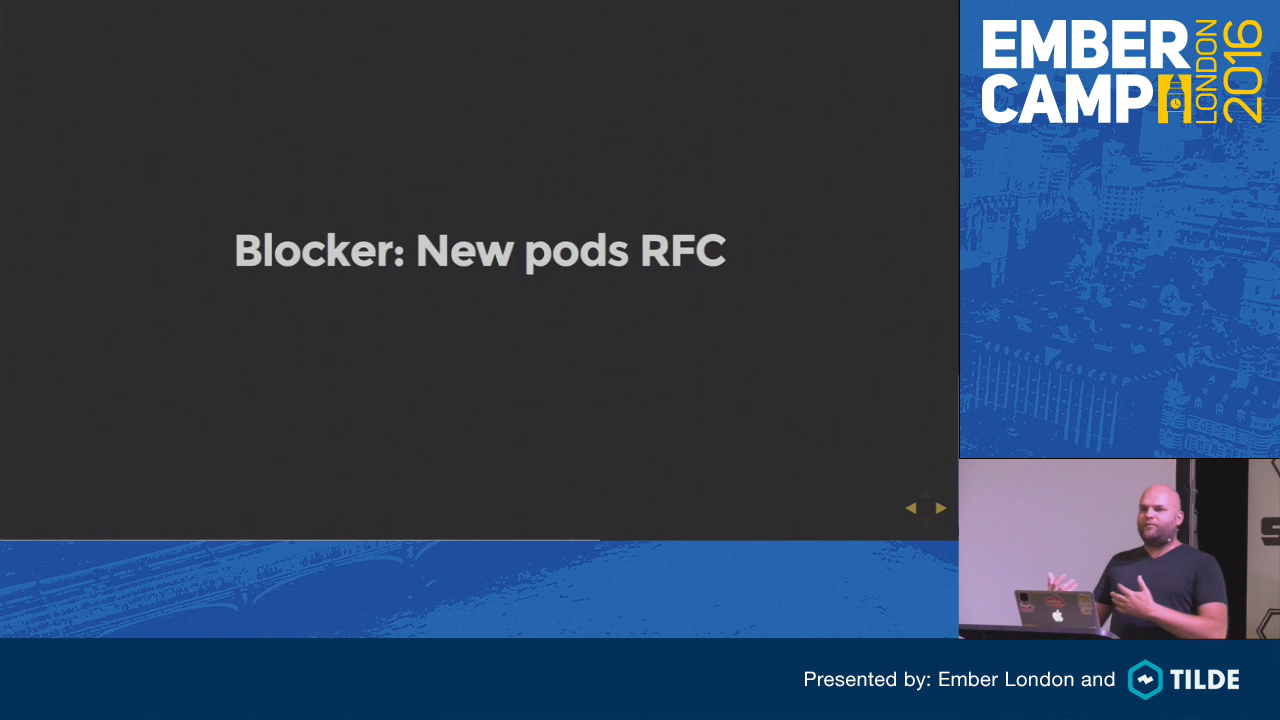 Blocker: New pods RFC
EMBER
CAMP
LONDON
2016
Presented by: Ember London and
TILDE